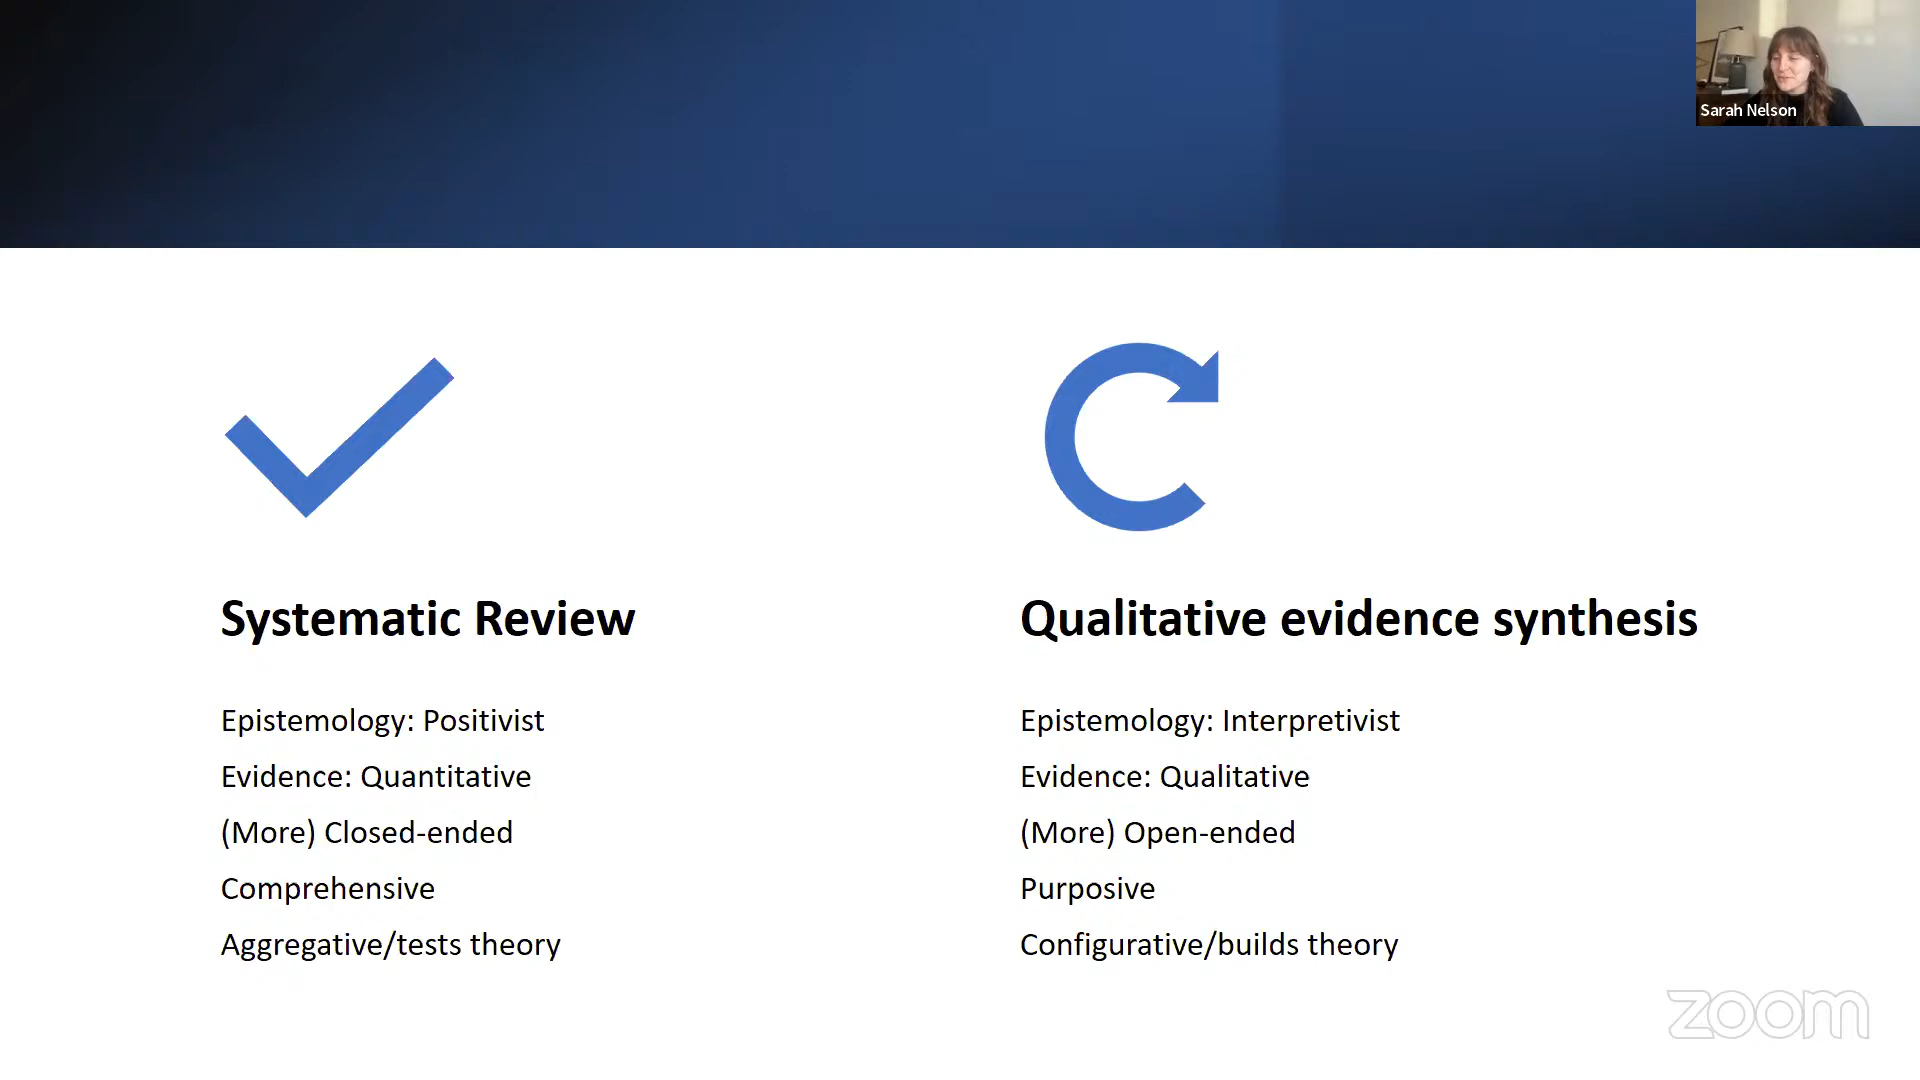 Sarah Nelson
Systematic Review
Epistemology: Positivist
Evidence: Quantitative
(More) Closed-ended
Comprehensive
Aggregative/tests theory
Qualitative evidence synthesis
Epistemology: Interpretivist
Evidence: Qualitative
(More) Open-ended
Purposive
Configurative/builds theory
zoom